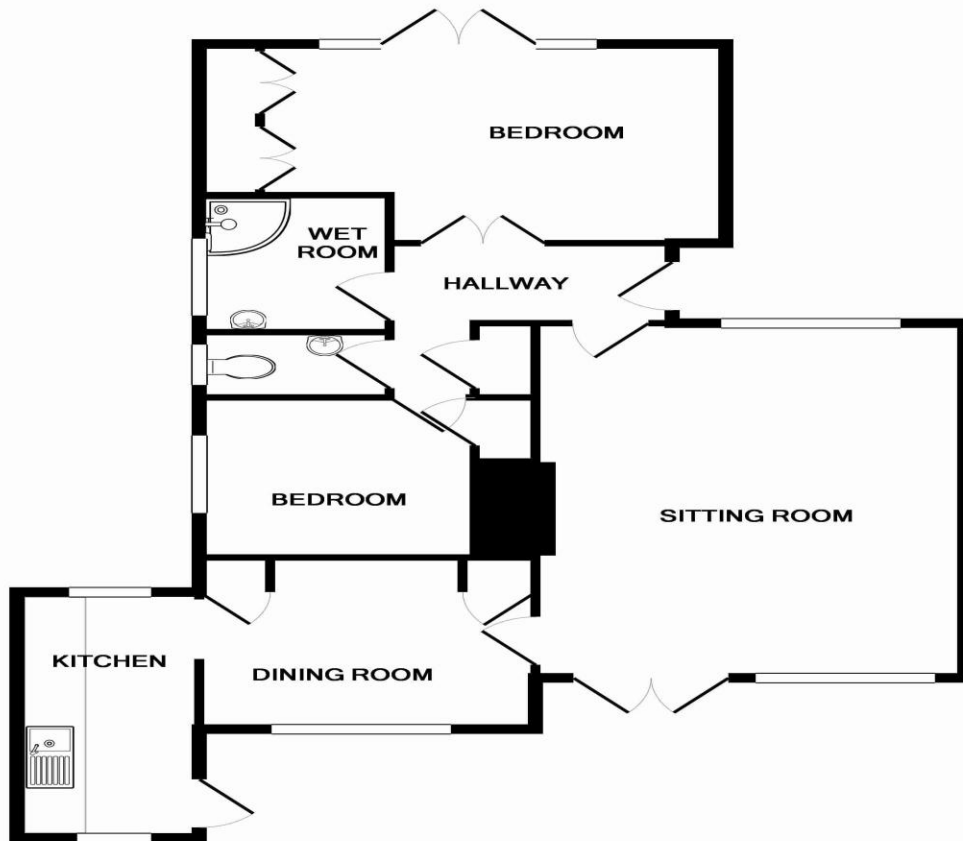 BEDROOM
WET
ROOM
HALLWAY
BEDROOM
SITTING ROOM
KITCHEN
DINING ROOM